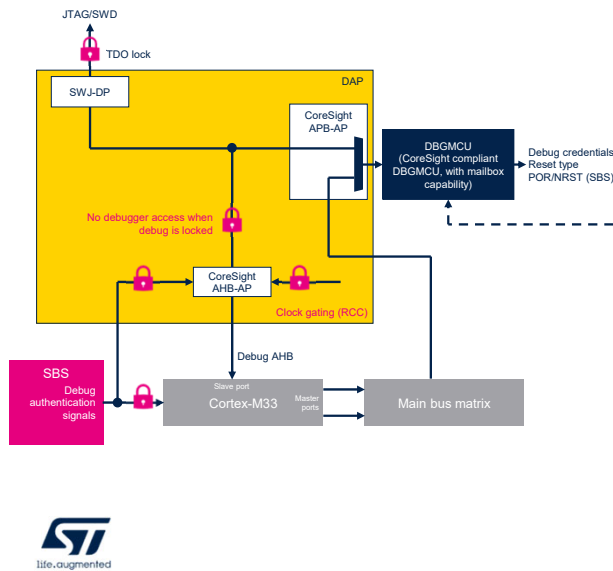 JTAG/SWD
TDO lock
DAP
SWJ-DP
CoreSight
APB-AP
DBGMCU
(CoreSight compliant
DBGMCU, with mailbox
capability)
Debug credentials
Reset type
POR/NRST (SBS)
No debugger access when
debug is locked
CoreSight
AHB-AP
Clock gating (RCC)
Debug AHB
SBS
Debug
authentication
signals
Slave port
Cortex-M33
Master
ports
Main bus matrix
ST
life.augmented